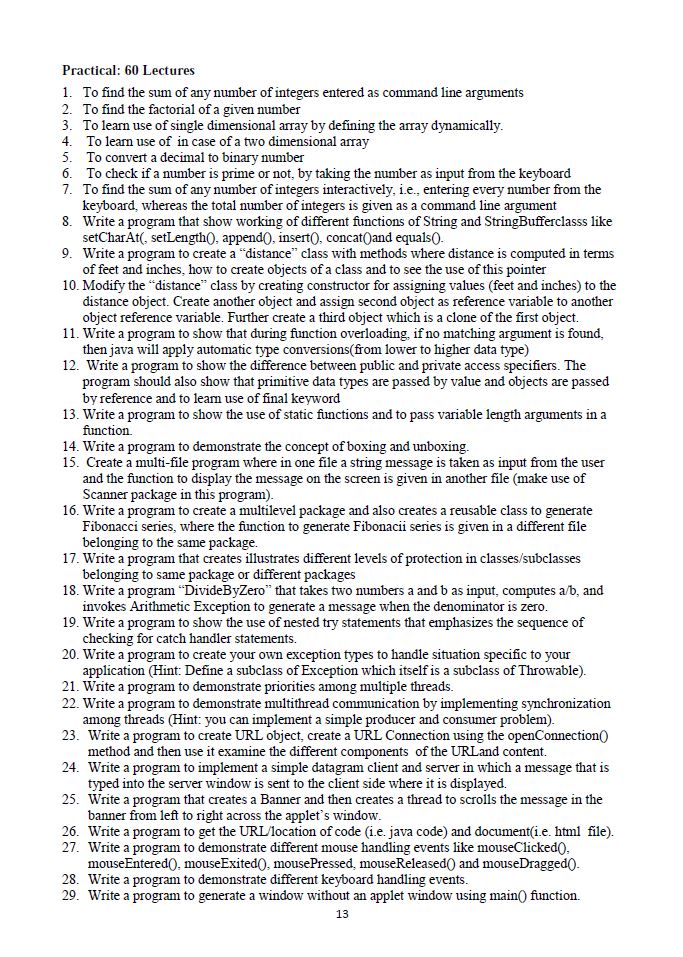 Practical: 60 Lectures
1. To find the sum of any number of integers entered as command line arguments
2. To find the factorial of a given number
3. To learn use of single dimensional array by defining the array dynamically.
4. To learn use of in case of a two dimensional array
5. To convert a decimal to binary number
6. To check if a number is prime or not, by taking the number as input from the keyboard
7. To find the sum of any number of integers interactively, i.e., entering every number from the
keyboard, whereas the total number of integers is given as a command line argument
8. Write a program that show working of different functions of String and StringBufferclasss like
setCharAt(, setLength(), append(), insert(), concat()and equals().
9. Write a program to create a “distance” class with methods where distance is computed in terms
of feet and inches, how to create objects of a class and to see the use of this pointer
10. Modify the “distance” class by creating constructor for assigning values (feet and inches) to the
distance object. Create another object and assign second object as reference variable to another
object reference variable. Further create a third object which is a clone of the first object.
11. Write a program to show that during function overloading, if no matching argument is found,
then java will apply automatic type conversions(from lower to higher data type)
12. Write a program to show the difference between public and private access specifiers. The
program should also show that primitive data types are passed by value and objects are passed
by reference and to learn use of final keyword
13. Write a program to show the use of static functions and to pass variable length arguments in a
function.
14. Write a program to demonstrate the concept of boxing and unboxing.
15. Create a multi-file program where in one file a string message is taken as input from the user
and the function to display the message on the screen is given in another file (make use of
Scanner package in this program).
16. Write a program to create a multilevel package and also creates a reusable class to generate
Fibonacci series, where the function to generate Fibonacii series is given in a different file
belonging to the same package.
17. Write a program that creates illustrates different levels of protection in classes/subclasses
belonging to same package or different packages
18. Write a program “DivideByZero” that takes two numbers a and b as input, computes a/b, and
invokes Arithmetic Exception to generate a message when the denominator is zero.
19. Write a program to show the use of nested try statements that emphasizes the sequence of
checking for catch handler statements.
20. Write a program to create your own exception types to handle situation specific to your
application (Hint: Define a subclass of Exception which itself is a subclass of Throwable).
21. Write a program to demonstrate priorities among multiple threads.
22. Write a program to demonstrate multithread communication by implementing synchronization
among threads (Hint: you can implement a simple producer and consumer problem).
23. Write a program to create URL object, create a URL Connection using the openConnection()
method and then use it examine the different components of the URLand content.
24. Write a program to implement a simple datagram client and server in which a message that is
typed into the server window is sent to the client side where it is displayed.
25. Write a program that creates a Banner and then creates a thread to scrolls the message in the
banner from left to right across the applet’s window.
26. Write a program to get the URL/location of code (i.e. java code) and document(i.e. html file).
27. Write a program to demonstrate different mouse handling events like mouseClicked(),
mouseEntered(), mouseExited(), mousePressed, mouseReleased() and mouseDragged().
28. Write a program to demonstrate different keyboard handling events.
29. Write a program to generate a window without an applet window using main() function.
13